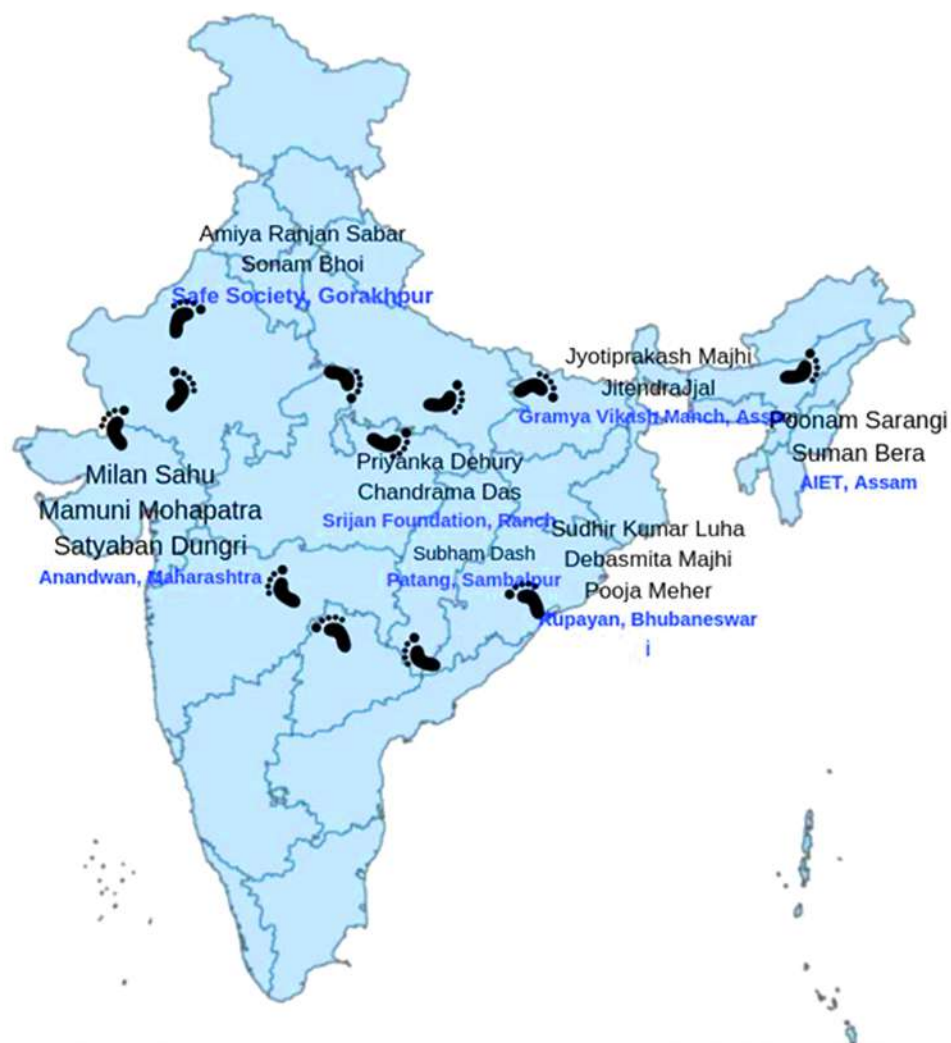 Amiya Ranjan Sabar
Sonam Bhoi
Safe Society, Gorakhpur
Jyotiprakash Majhi
JitendraJjal
Gramya Vikash Manch, Ass
Poonam Sarangi
Suman Bera
AIET, Assam
Milan Sahu
Mamuni Mohapatra
Satyaban Dungri
Anandwan, Maharashtra
Priyanka Dehury
Chandrama Das
Srijan Foundation, Ranch
Subham Dash
Patang, Sambalpur
Sudhir Kumar Luha
Debasmita Majhi
Pooja Meher
Rupayan, Bhubaneswar
i